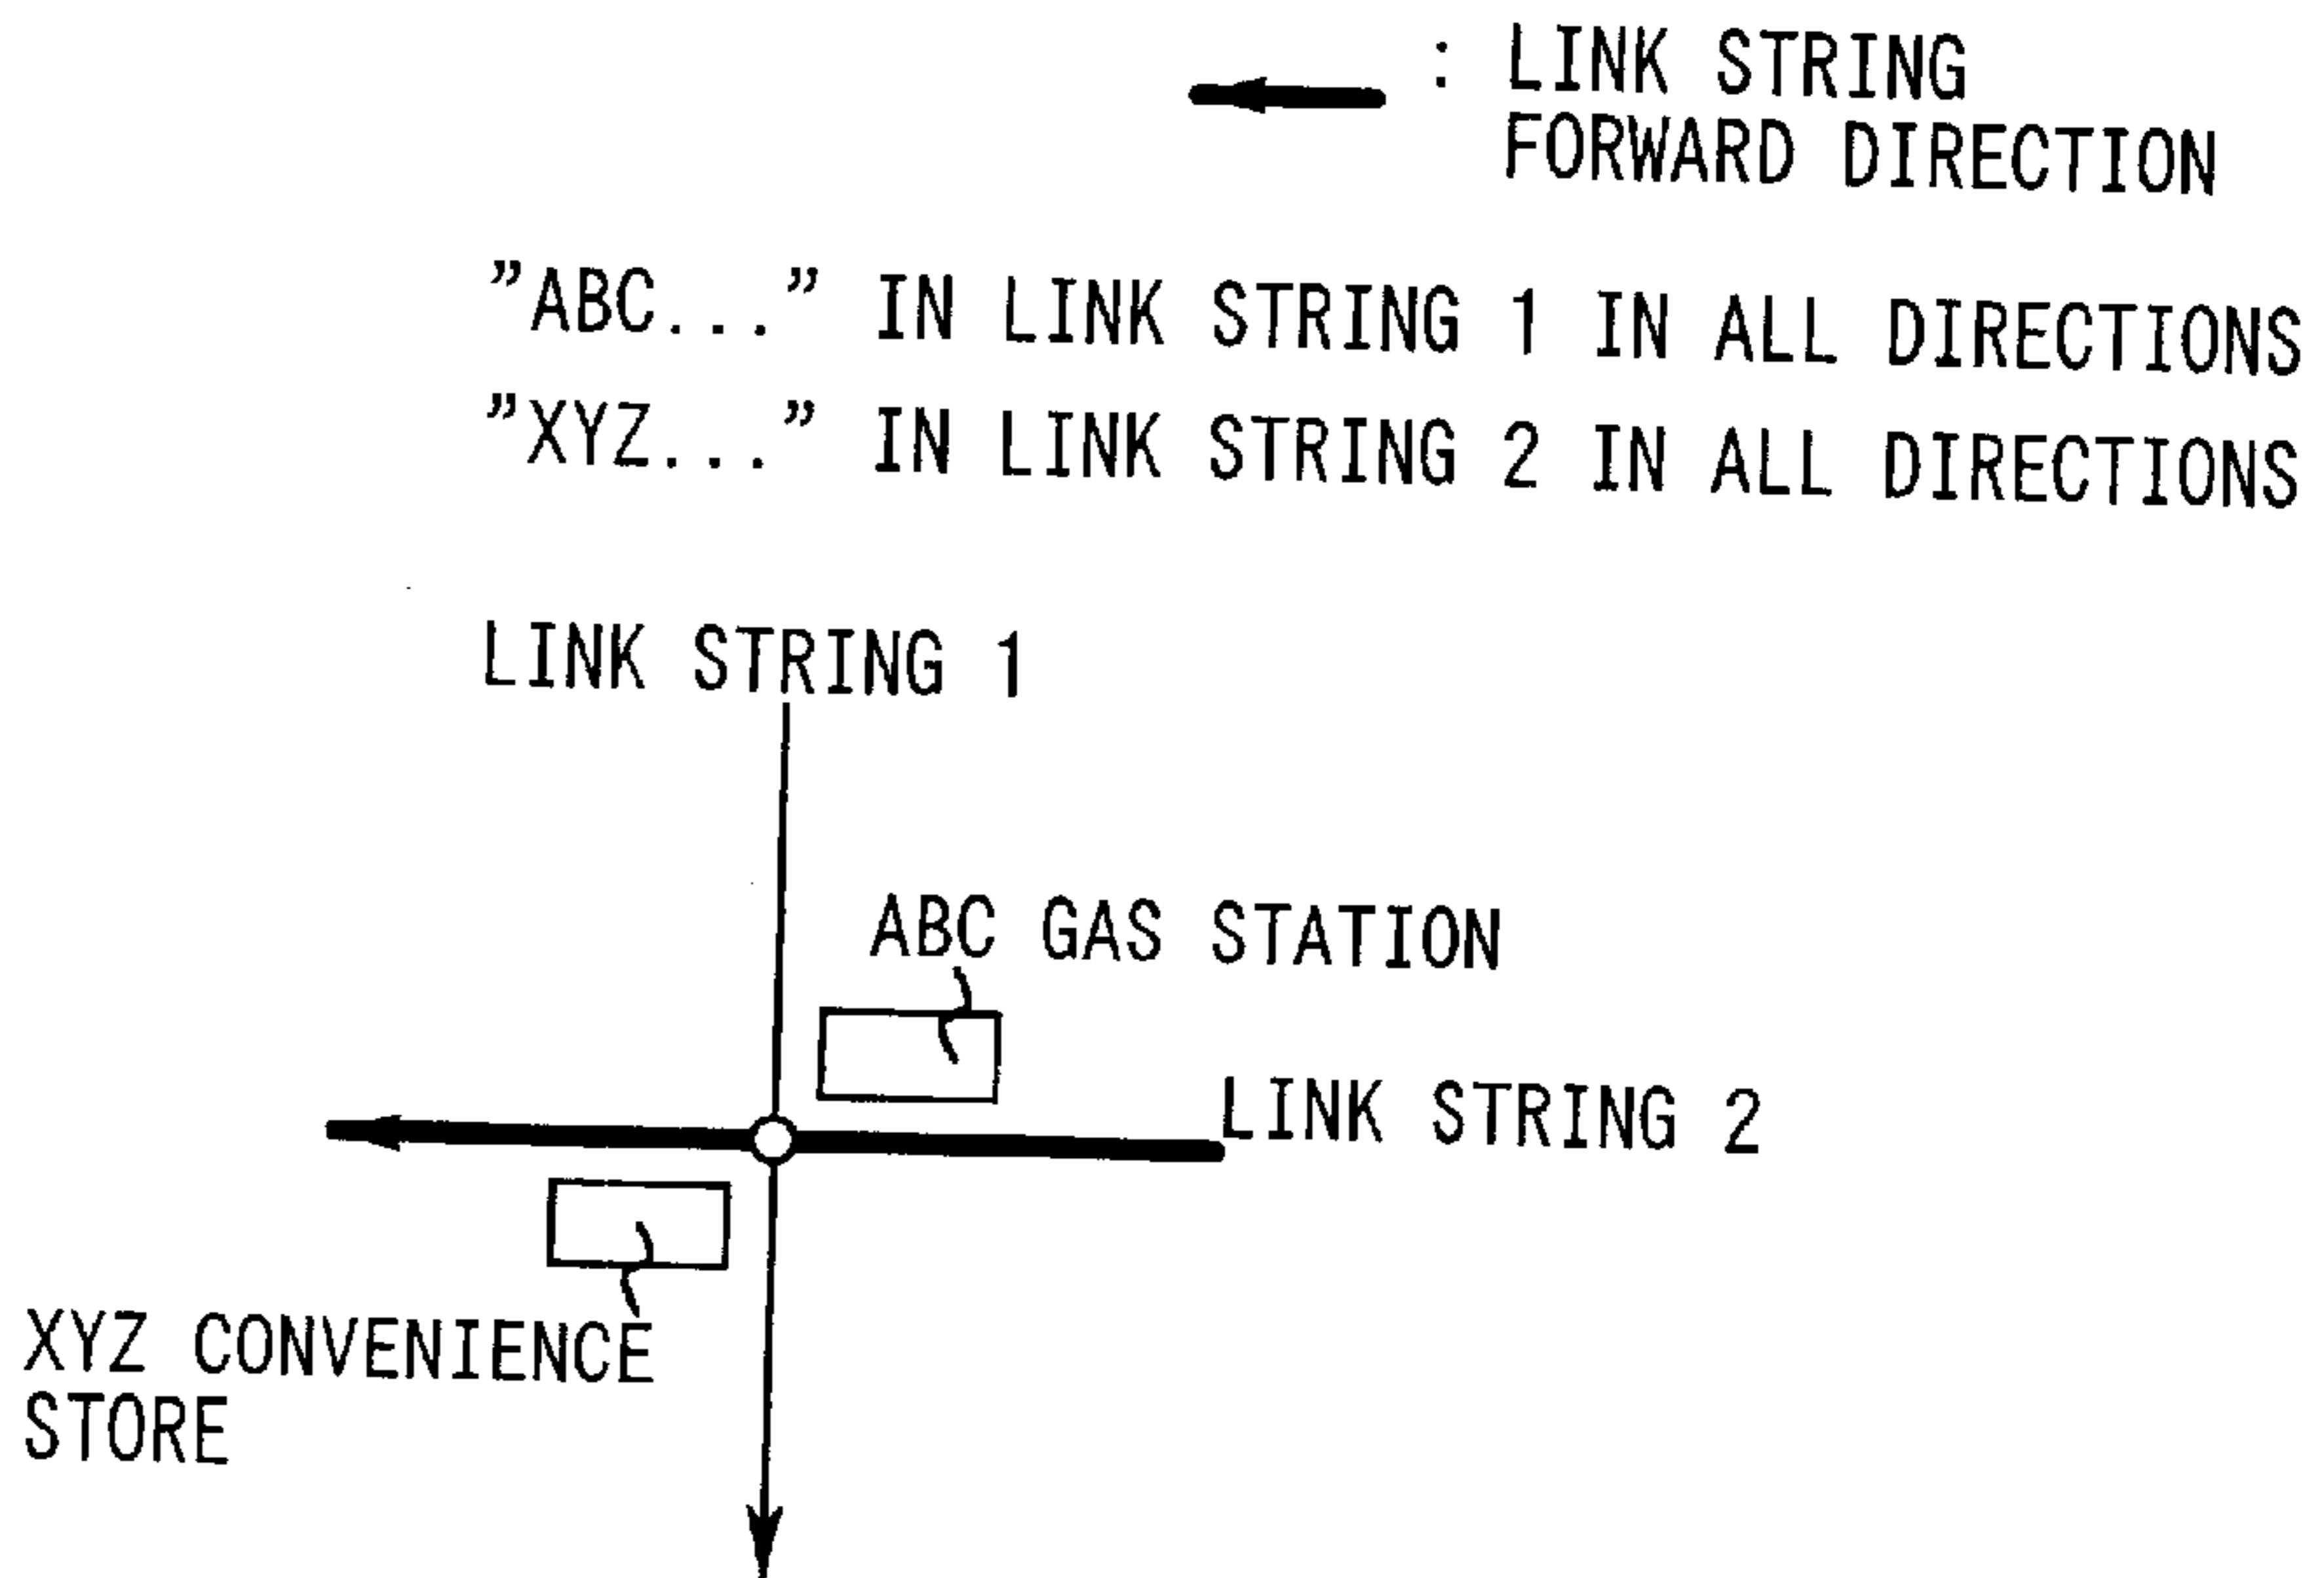 : LINK STRING
FORWARD DIRECTION
”ABC...” IN LINK STRING 1 IN ALL DIRECTIONS
”XYZ...” IN LINK STRING 2 IN ALL DIRECTIONS
LINK STRING 1
ABC GAS STATION
LINK STRING 2
XYZ CONVENIENCE
STORE